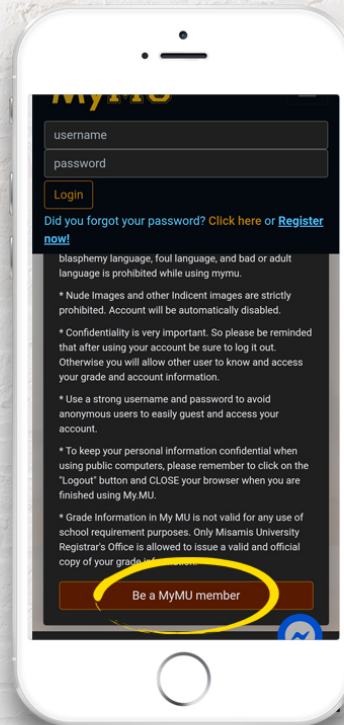 MyMU
username
password
Login
Did you forgot your password? Click here or Register
now!
blasphemy language, foul language, and bad or adult
language is prohibited while using mymu.
* Nude Images and other Indicent images are strictly
prohibited. Account will be automatically disabled.
* Confidentiality is very important. So please be reminded
that after using your account be sure to log it out.
Otherwise you will allow other user to know and access
your grade and account information.
* Use a strong username and password to avoid
anonymous users to easily guess and access your
account.
* To keep your personal information confidential when
using public computers, please remember to click on the
"Logout" button and CLOSE your browser when you are
finished using My.MU.
* Grade Information in My MU is not valid for any use of
school requirement purposes. Only Misamis University
Registrar's Office is allowed to issue a valid and official
copy of your grade information.
Be a MyMU member